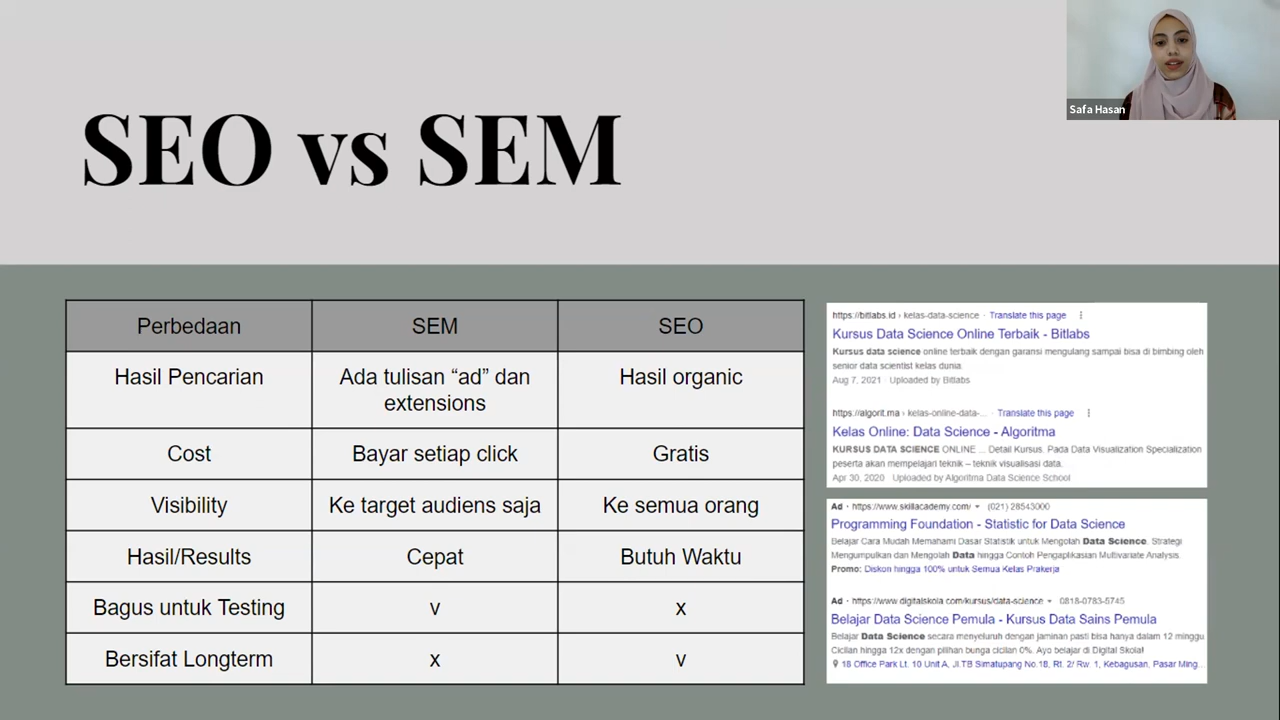 Safa Hasan
SEO vs SEM
Perbedaan SEM SEO
Hasil Pencarian Ada tulisan “ad” dan Hasil organic
extensions
Cost Bayar setiap click Gratis
Visibility Ke target audiens saja Ke semua orang
Hasil/Results Cepat Butuh Waktu
Bagus untuk Testing v x
Bersifat Longterm x v
https://bitlabs.id › kelas-data-science · Translate this page
Kursus Data Science Online Terbaik - Bitlabs
Kursus data science online terbaik dengan garansi mengulang sampai bisa di bimbing oleh
senior data scientist kelas dunia.
Aug 7, 2021 · Uploaded by Bitlabs
https://algorit.ma › kelas-online-data-... · Translate this page
Kelas Online: Data Science - Algoritma
KURSUS DATA SCIENCE ONLINE ... Detail Kursus. Pada Data Visualization Specialization
peserta akan mempelajari teknik – teknik visualisasi data.
Apr 30, 2020 · Uploaded by Algoritma Data Science School
Ad · https://www.skillacademy.com/ (021) 28543000
Programming Foundation - Statistic for Data Science
Belajar Cara Mudah Memahami Dasar Statistik untuk Mengolah Data Science. Strategi
Mengumpulkan dan Mengolah Data hingga Contoh Pengaplikasian Multivariate Analysis.
Promo: Diskon hingga 100% untuk Semua Kelas Prakerja
Ad · https://www.digitalskola.com/kursus/data-science 0818-0783-5745
Belajar Data Science Pemula - Kursus Data Sains Pemula
Belajar Data Science secara menyeluruh dengan jaminan pasti bisa hanya dalam 12 minggu.
Cicilan hingga 12x dengan pilihan bunga cicilan 0%. Ayo belajar di Digital Skola!
18 Office Park Lt. 10 Unit A, Jl.TB Simatupang No.18, Rt. 2/ Rw. 1, Kebagusan, Pasar Ming...